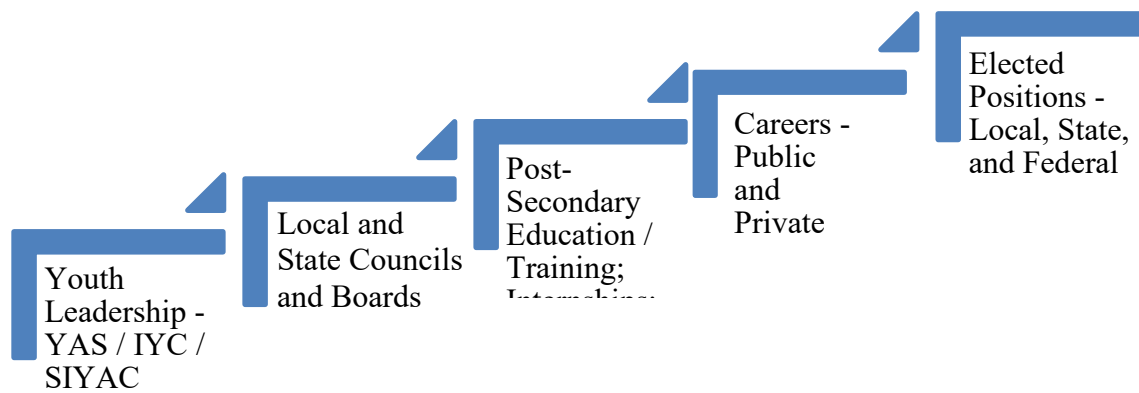 Youth
Leadership -
YAS / IYC /
SIYAC
Local and
State Councils
and Boards
Post-
Secondary
Education /
Training;
Internships;
Careers -
Public
and
Private
Elected
Positions -
Local, State,
and Federal